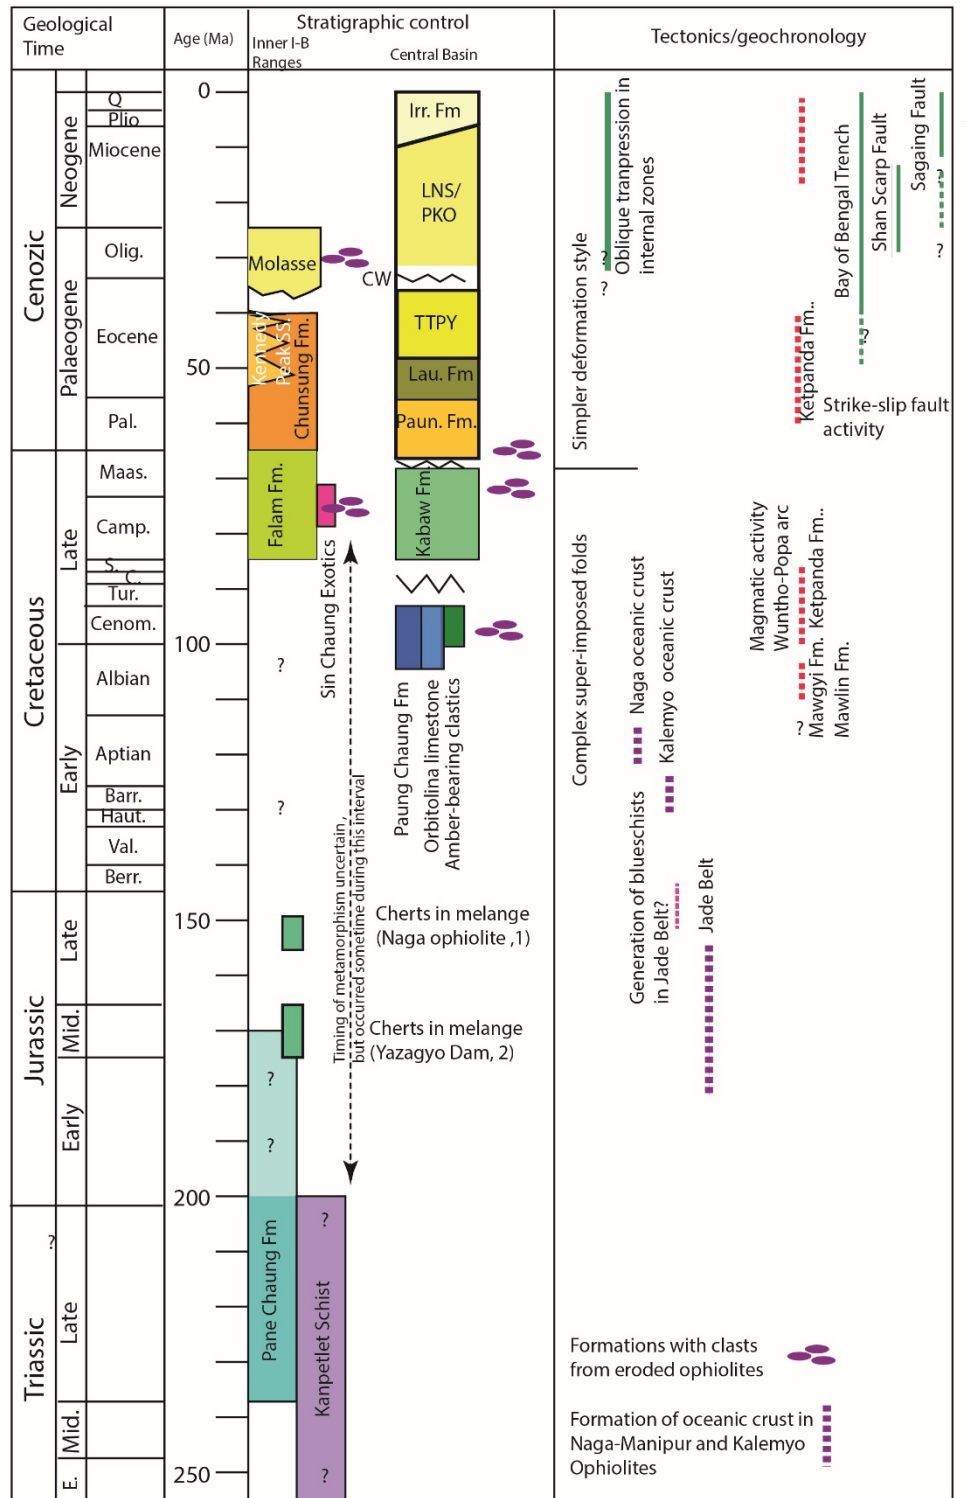 Geological
Time
Age (Ma)
Stratigraphic control
Inner I-B
Ranges
Central Basin
Tectonics/geochronology
Cenozic
Neogene
Palaeogene
Q
Plio
Miocene
Olig.
Eocene
Pal.
Cretaceous
Late
Early
Maas.
Camp.
S.
C.
Tur.
Cenom.
Albian
Aptian
Barr.
Haut.
Val.
Berr.
Jurassic
Late
Mid.
Early
Triassic
?
Late
Mid.
E.
0
50
100
150
200
250
Molasse
Kennedy
Peak SS.
Chunsung Fm.
Falam Fm.
Sin Chaung Exotics
?
?
Timing of metamorphism uncertain,
but occurred sometime during this interval
?
?
Pane Chaung Fm
?
Kanpetlet Schist
?
Irr. Fm
LNS/
PKO
CW
TTPY
Lau. Fm
Paun. Fm.
Kabaw Fm.
Paung Chaung Fm
Orbitolina limestone
Amber-bearing clastics
Cherts in melange
(Naga ophiolite ,1)
Cherts in melange
(Yazagyo Dam, 2)
Simpler deformation style
?
?
Oblique tranpression in
internal zones
Complex super-imposed folds
Naga oceanic crust
Kalemyo oceanic crust
Generation of blueschists
in Jade Belt?
Jade Belt
Magmatic activity
Wuntho-Popa arc
Ketpanda Fm..
Ketpanda Fm..
?
Mawgyi Fm.
Mawlin Fm.
Bay of Bengal Trench
?
Shan Scarp Fault
Sagaing Fault
?
?
Strike-slip fault
activity
Formations with clasts
from eroded ophiolites
Formation of oceanic crust in
Naga-Manipur and Kalemyo
Ophiolites